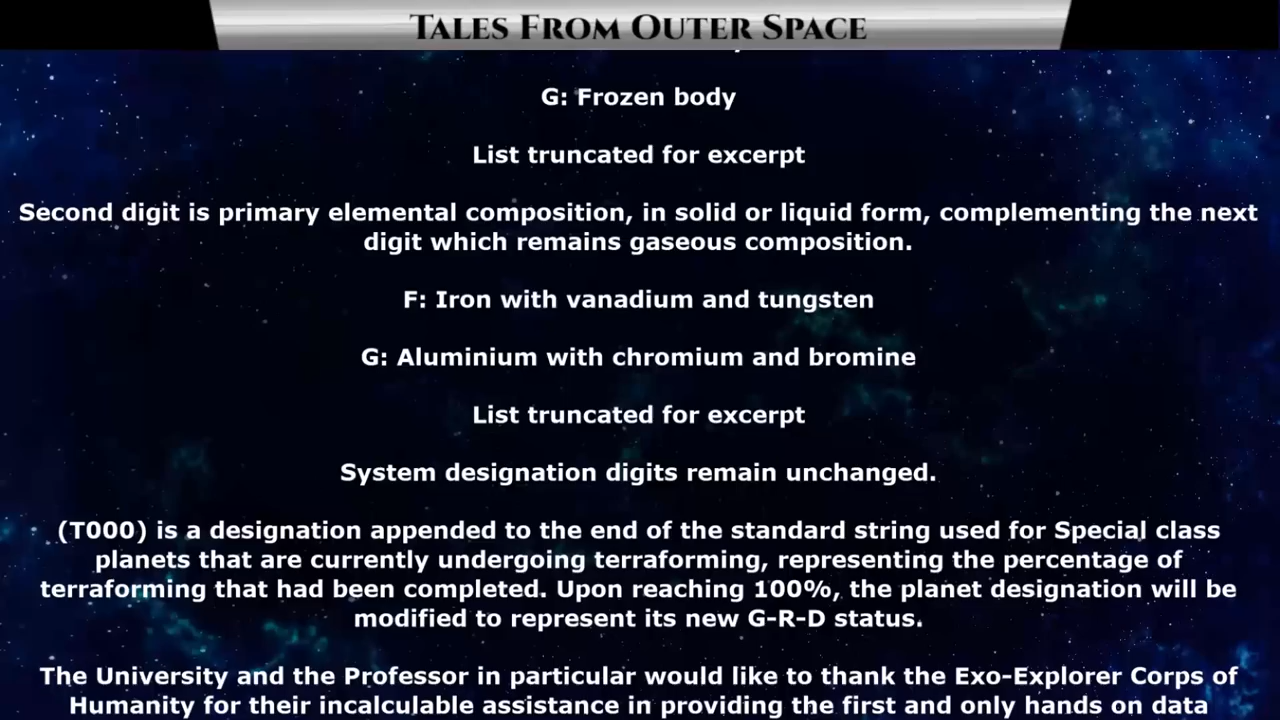 Tales From Outer Space
G: Frozen body
List truncated for excerpt
Second digit is primary elemental composition, in solid or liquid form, complementing the next
digit which remains gaseous composition.
F: Iron with vanadium and tungsten
G: Aluminium with chromium and bromine
List truncated for excerpt
System designation digits remain unchanged.
(T000) is a designation appended to the end of the standard string used for Special class
planets that are currently undergoing terraforming, representing the percentage of
terraforming that had been completed. Upon reaching 100%, the planet designation will be
modified to represent its new G-R-D status.
The University and the Professor in particular would like to thank the Exo-Explorer Corps of
Humanity for their incalculable assistance in providing the first and only hands on data